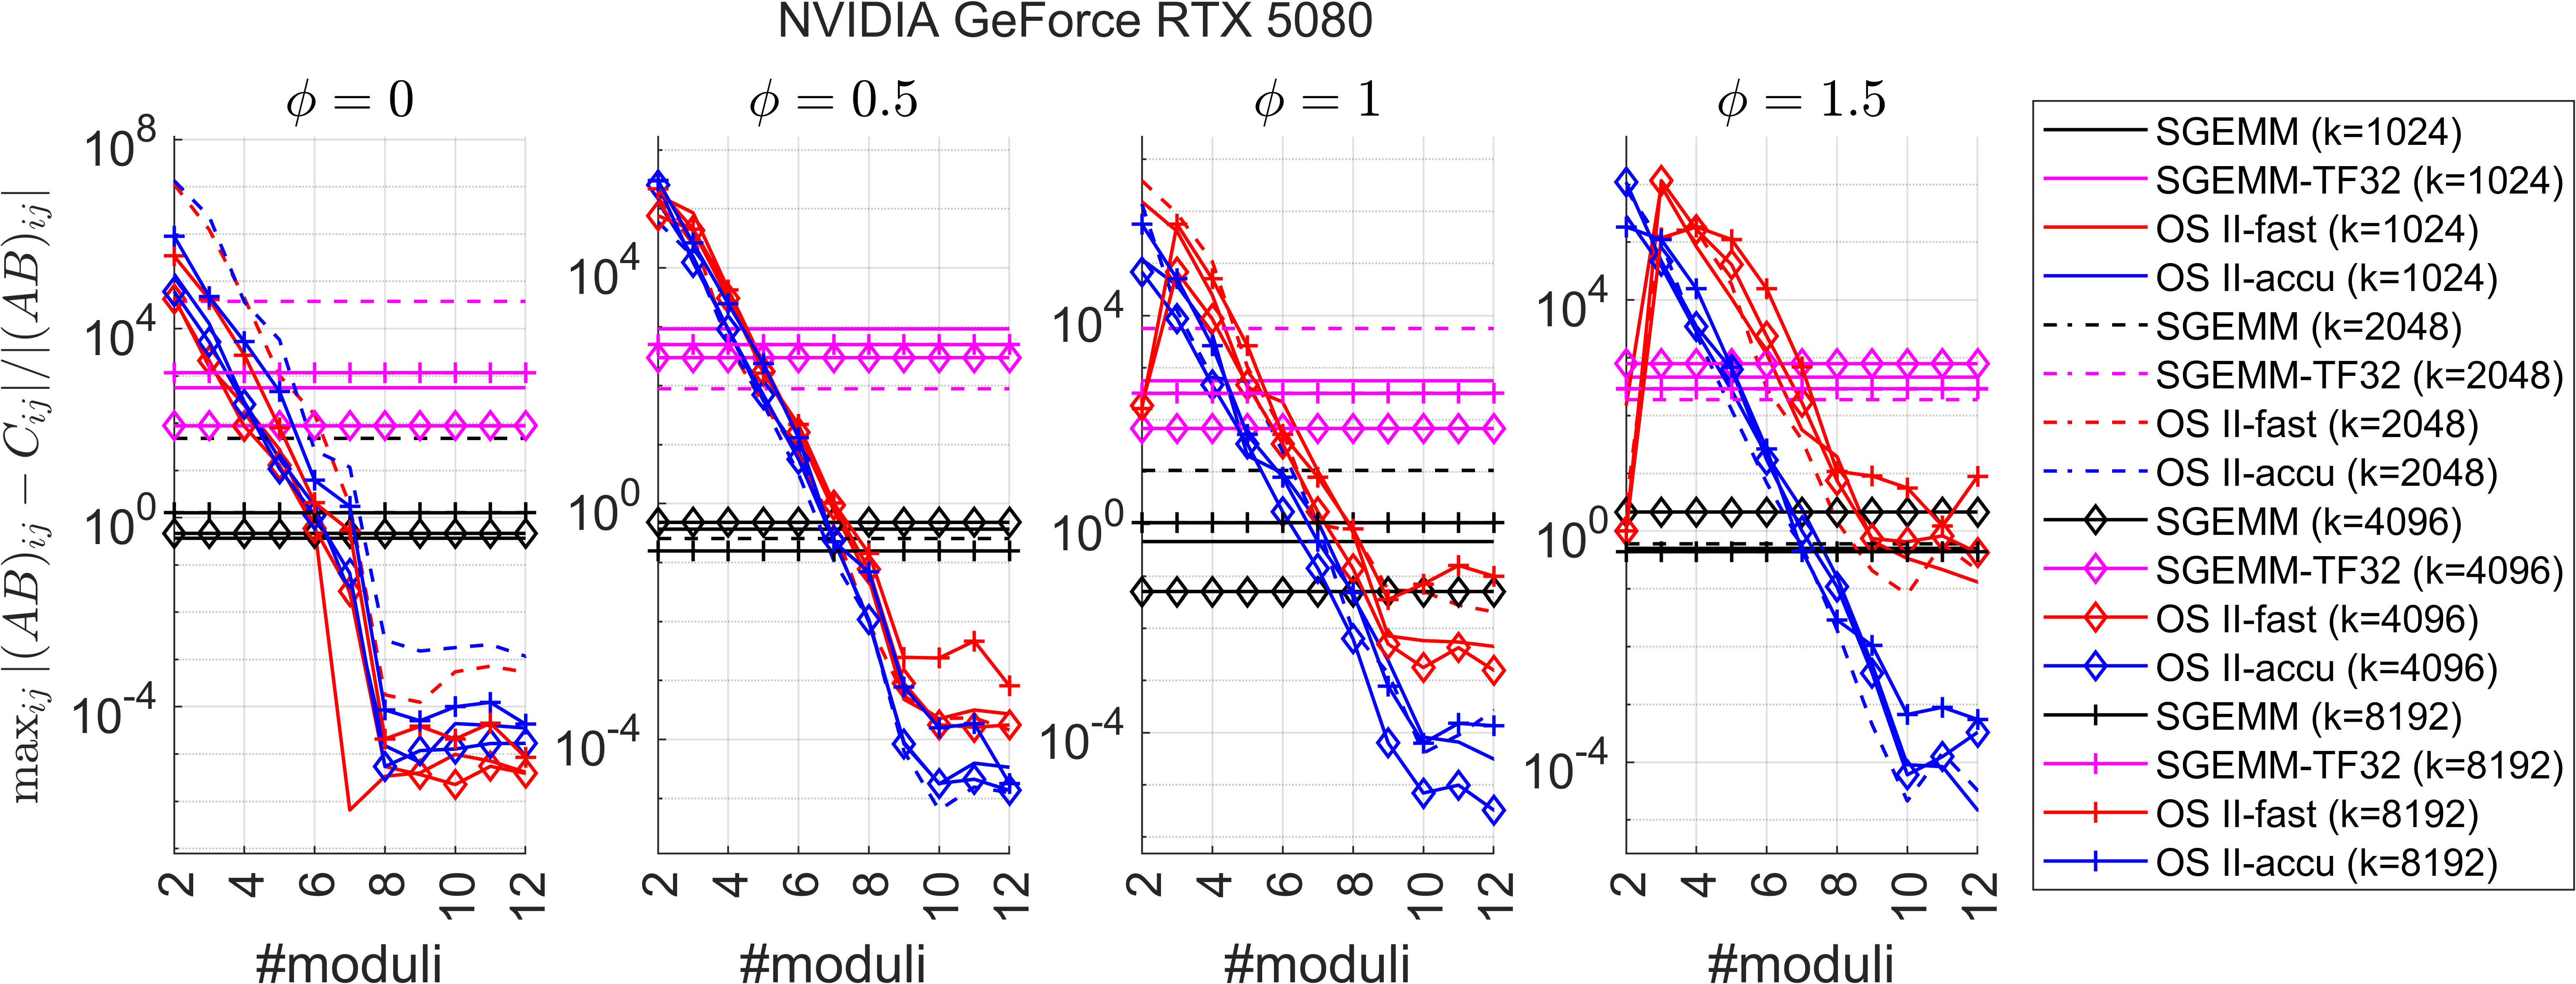 NVIDIA GeForce RTX 5080
ϕ = 0
ϕ = 0.5
ϕ = 1
ϕ = 1.5
max_{ij} |(AB)_{ij} − C_{ij}|/|(AB)_{ij}|
10^8
10^4
10^0
10^-4
2 4 6 8 10 12
#moduli
10^4
10^0
10^-4
2 4 6 8 10 12
#moduli
10^4
10^0
10^-4
2 4 6 8 10 12
#moduli
10^4
10^0
10^-4
2 4 6 8 10 12
#moduli
SGEMM (k=1024)
SGEMM-TF32 (k=1024)
OS II-fast (k=1024)
OS II-accu (k=1024)
SGEMM (k=2048)
SGEMM-TF32 (k=2048)
OS II-fast (k=2048)
OS II-accu (k=2048)
SGEMM (k=4096)
SGEMM-TF32 (k=4096)
OS II-fast (k=4096)
OS II-accu (k=4096)
SGEMM (k=8192)
SGEMM-TF32 (k=8192)
OS II-fast (k=8192)
OS II-accu (k=8192)